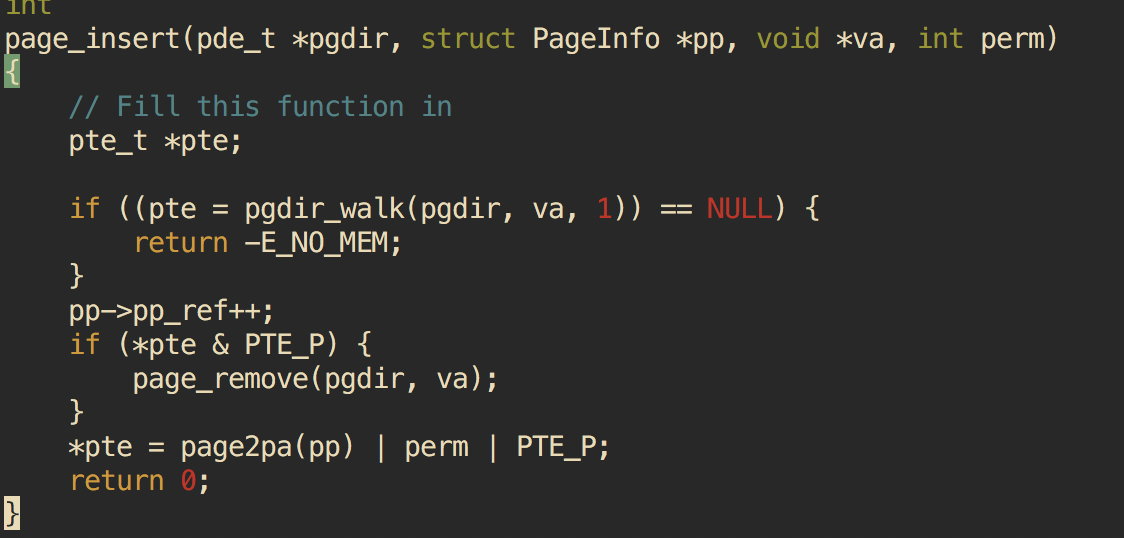 int
page_insert(pde_t *pgdir, struct PageInfo *pp, void *va, int perm)
{
    // Fill this function in
    pte_t *pte;

    if ((pte = pgdir_walk(pgdir, va, 1)) == NULL) {
        return -E_NO_MEM;
    }
    pp->pp_ref++;
    if (*pte & PTE_P) {
        page_remove(pgdir, va);
    }
    *pte = page2pa(pp) | perm | PTE_P;
    return 0;
}